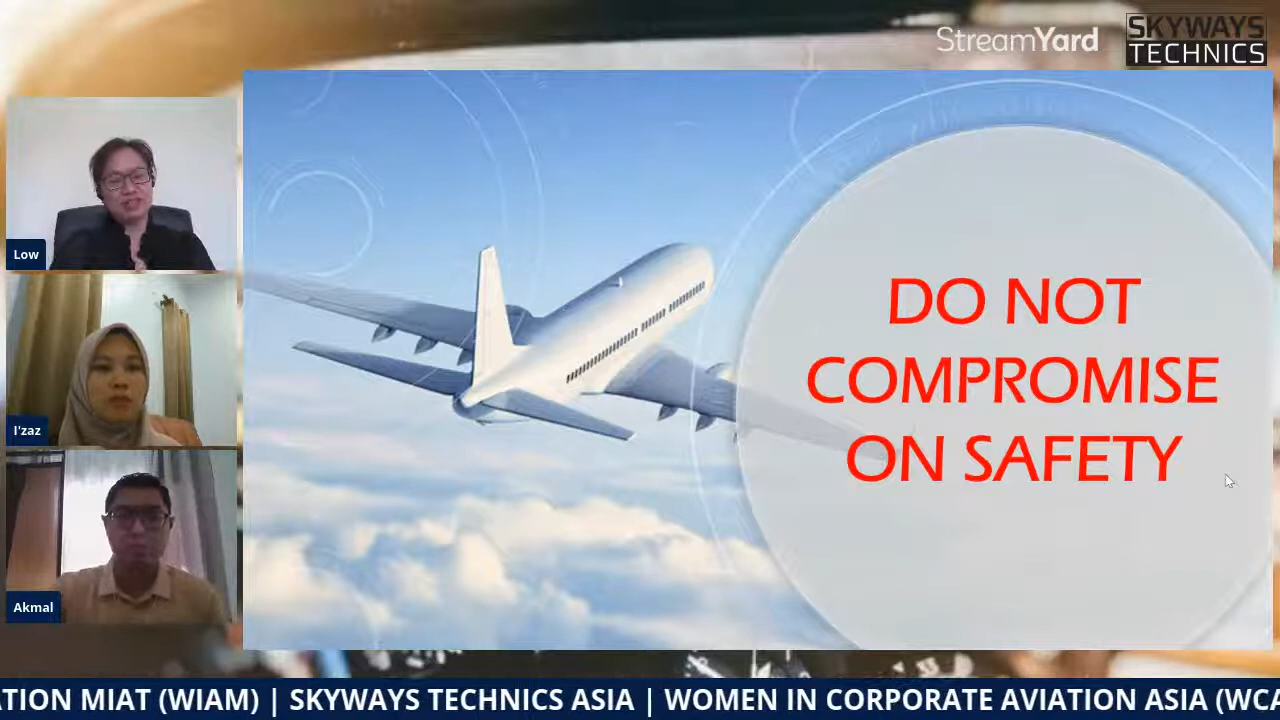 StreamYard
SKYWAYS
TECHNICS
Low
I'zaz
Akmal
DO NOT
COMPROMISE
ON SAFETY
TION MIAT (WIAM) | SKYWAYS TECHNICS ASIA | WOMEN IN CORPORATE AVIATION ASIA (WCA